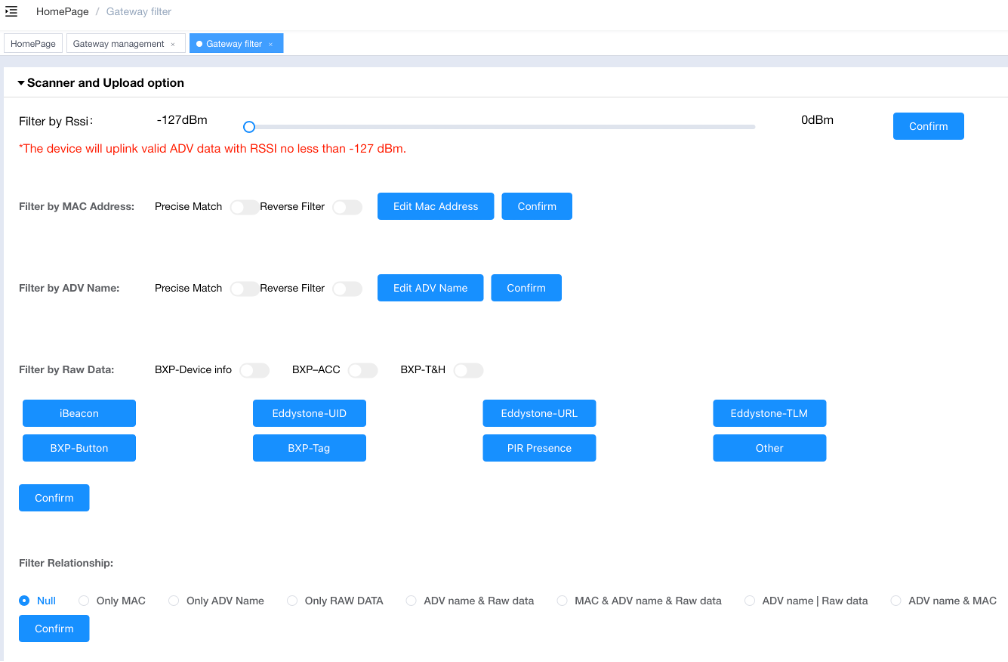 HomePage / Gateway filter
HomePage Gateway management × Gateway filter ×
Scanner and Upload option
Filter by Rssi: -127dBm 0dBm Confirm
*The device will uplink valid ADV data with RSSI no less than -127 dBm.
Filter by MAC Address: Precise Match Reverse Filter Edit Mac Address Confirm
Filter by ADV Name: Precise Match Reverse Filter Edit ADV Name Confirm
Filter by Raw Data: BXP-Device info BXP-ACC BXP-T&H
iBeacon Eddystone-UID Eddystone-URL Eddystone-TLM
BXP-Button BXP-Tag PIR Presence Other
Confirm
Filter Relationship:
Null Only MAC Only ADV Name Only RAW DATA ADV name & Raw data MAC & ADV name & Raw data ADV name | Raw data ADV name & MAC
Confirm